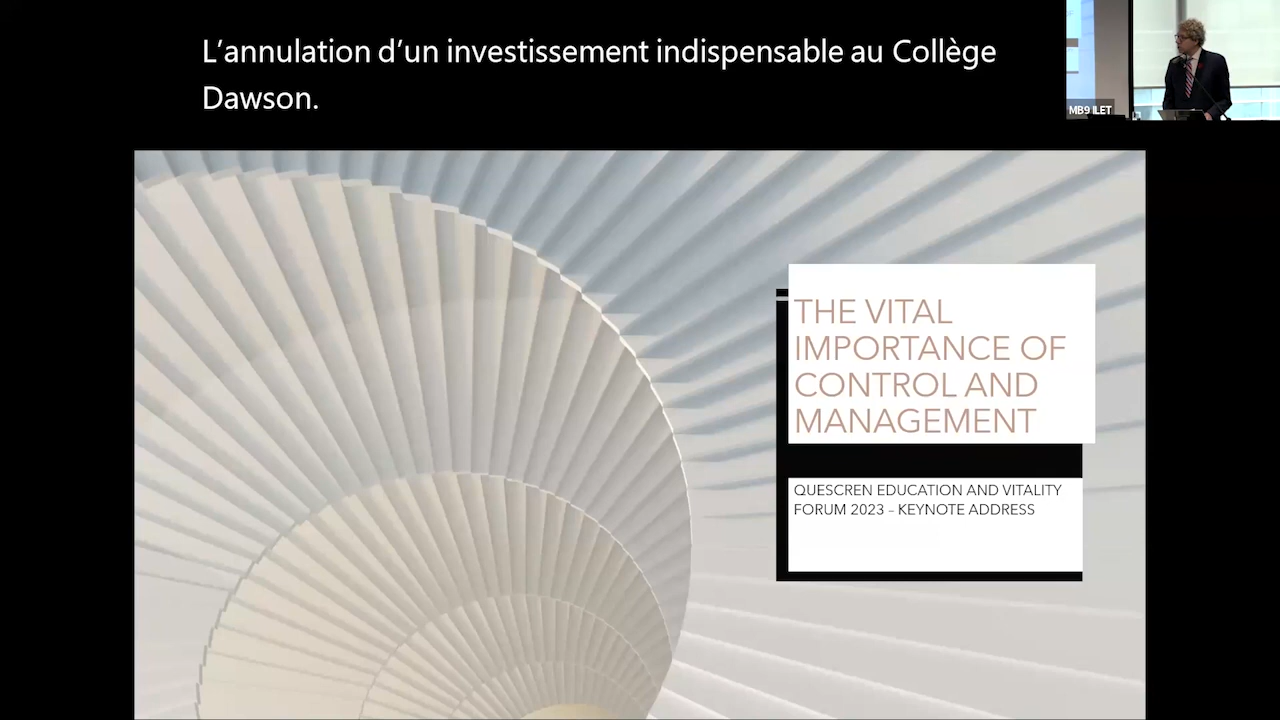 L’annulation d’un investissement indispensable au Collège
Dawson.
MB9
LET
THE VITAL
IMPORTANCE OF
CONTROL AND
MANAGEMENT
QUESCREN EDUCATION AND VITALITY
FORUM 2023 – KEYNOTE ADDRESS